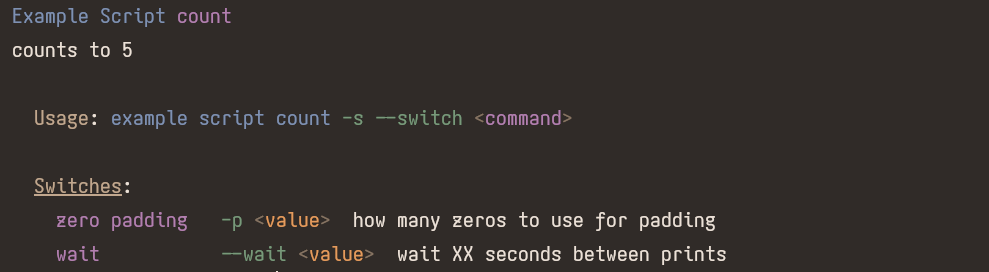 Example Script count
counts to 5
Usage: example script count -s --switch <command>
Switches:
zero padding -p <value> how many zeros to use for padding
wait --wait <value> wait XX seconds between prints